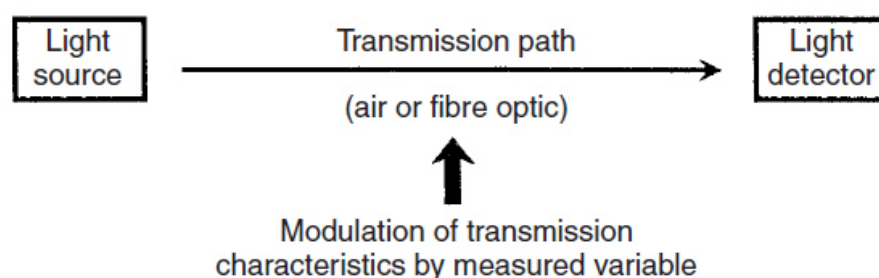 Light
source
Transmission path
(air or fibre optic)
Light
detector
Modulation of transmission
characteristics by measured variable